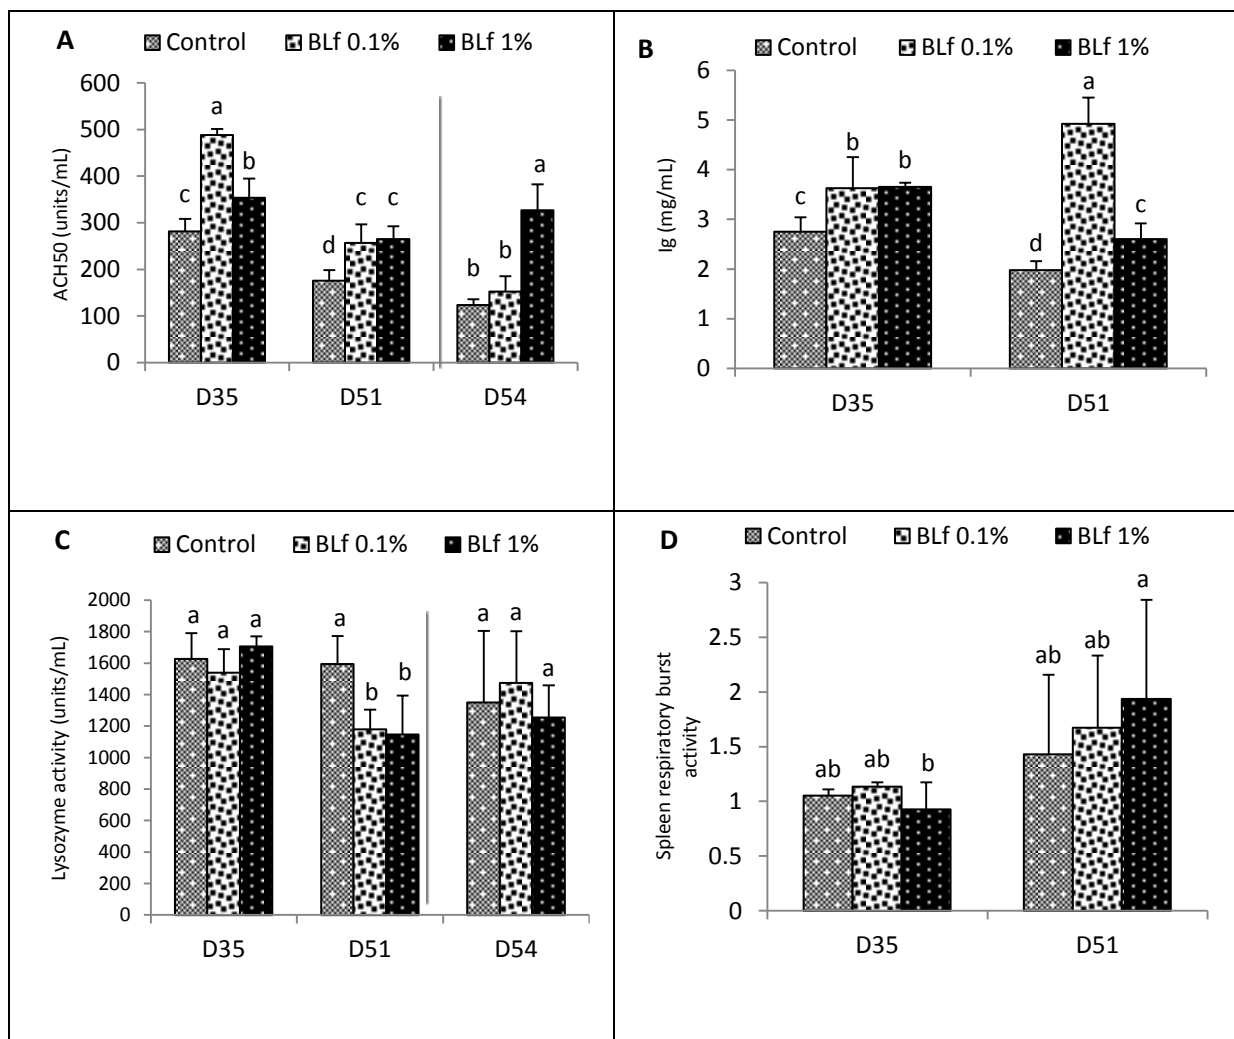 A
Control BLf 0.1% BLf 1%
ACH50 (units/mL)
600
500
400
300
200
100
0
c a b
d c c
b b a
D35 D51 D54
B
Control BLf 0.1% BLf 1%
Ig (mg/mL)
6
5
4
3
2
1
0
c b b
d a c
D35 D51
C
Control BLf 0.1% BLf 1%
Lysozyme activity (units/mL)
2000
1800
1600
1400
1200
1000
800
600
400
200
0
a a a
a b b
a a a
D35 D51 D54
D
Control BLf 0.1% BLf 1%
Spleen respiratory burst
activity
3
2.5
2
1.5
1
0.5
0
ab ab b
ab ab a
D35 D51